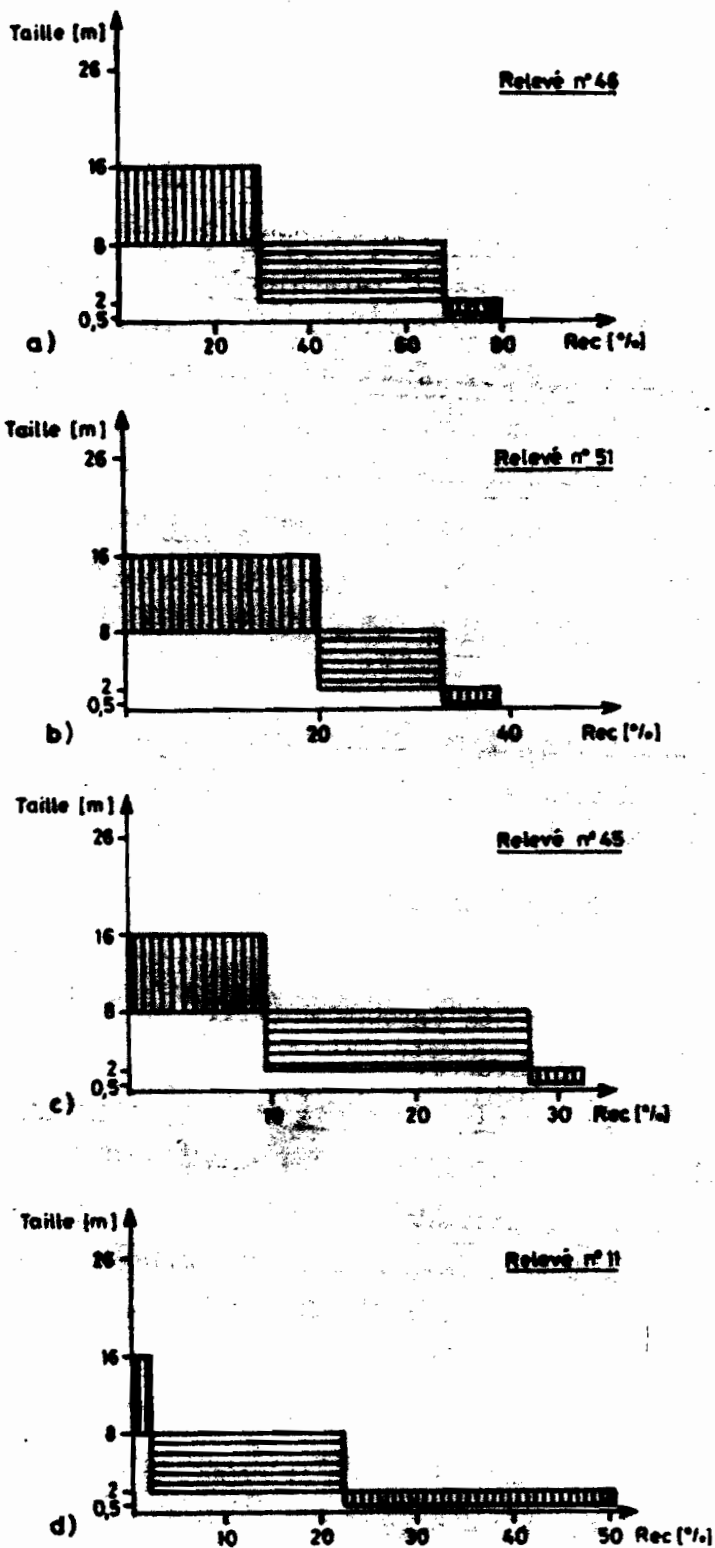 Taille [m]
26
Relevé n° 46
16
8
2
0,5
20 40 60 80 Rec [°/.]
a)
Taille [m]
26
Relevé n° 51
16
8
2
0,5
20 40 Rec [°/.]
b)
Taille [m]
26
Relevé n° 45
16
8
2
0,5
10 20 30 Rec [°/.]
c)
Taille [m]
26
Relevé n° 11
16
8
2
0,5
10 20 30 40 50 Rec [°/.]
d)